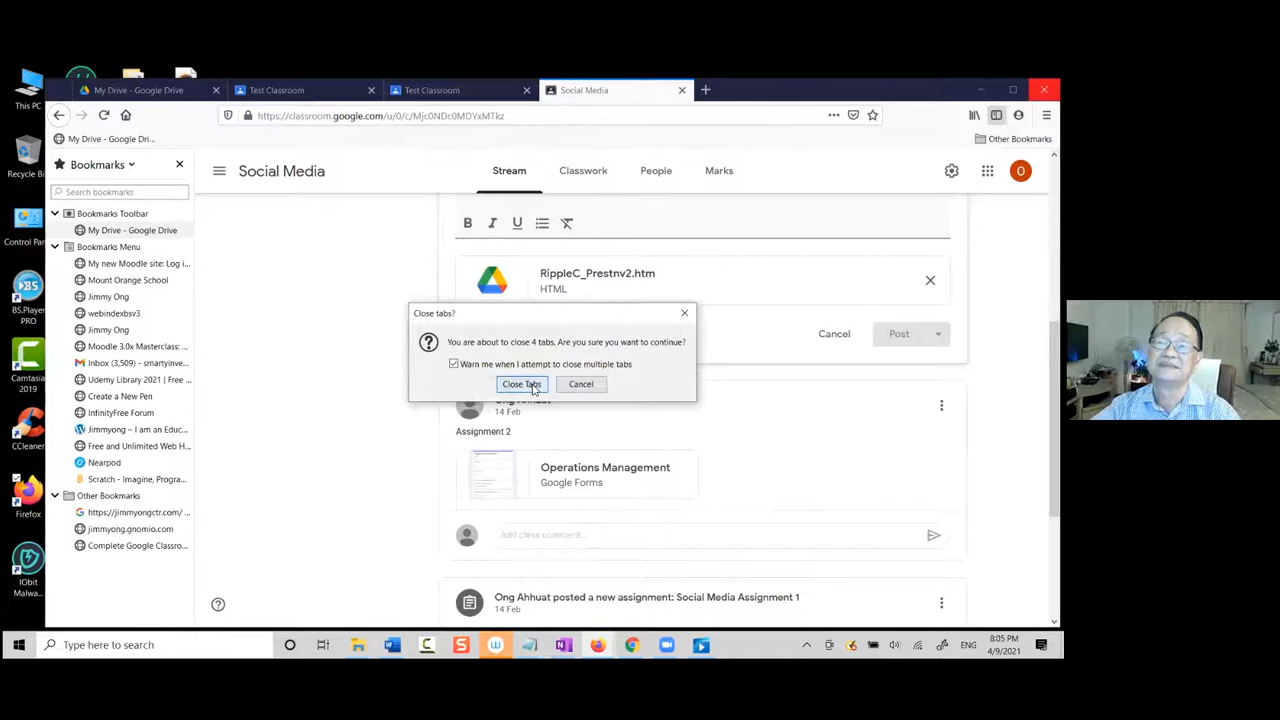 This PC
Recycle Bi
Control Pan
BS.Player
PRO
Camtasia
2019
CCleaner
Firefox
IObit
Malwa...
My Drive - Google Drive
Test Classroom
Test Classroom
Social Media
https://classroom.google.com/u/0/c/Mjc0NDc0MDYxMTkz
My Drive - Google Dri...
Other Bookmarks
Bookmarks
Search bookmarks
Bookmarks Toolbar
My Drive - Google Drive
Bookmarks Menu
My new Moodle site: Log i...
Mount Orange School
Jimmy Ong
webindexbsv3
Jimmy Ong
Moodle 3.0 Masterclass: ...
Inbox (3,509) - smartyinve...
Udemy Library 2021 | Free ...
Create a New Pen
InfinityFree Forum
Jimmyong – I am an Educ...
Free and Unlimited Web H...
Nearpod
Scratch - Imagine, Progra...
Other Bookmarks
https://jimmyongctr.com/ ...
jimmyong.gnomio.com
Complete Google Classro...
Social Media
Stream
Classwork
People
Marks
O
B I U
RippleC_Prestnv2.htm
HTML
Cancel
Post
Close tabs?
You are about to close 4 tabs. Are you sure you want to continue?
Warn me when I attempt to close multiple tabs
Close Tabs
Cancel
Ong Ahhuat
14 Feb
Assignment 2
Operations Management
Google Forms
Add class comment...
Ong Ahhuat posted a new assignment: Social Media Assignment 1
14 Feb
Type here to search
ENG
8:05 PM
4/9/2021